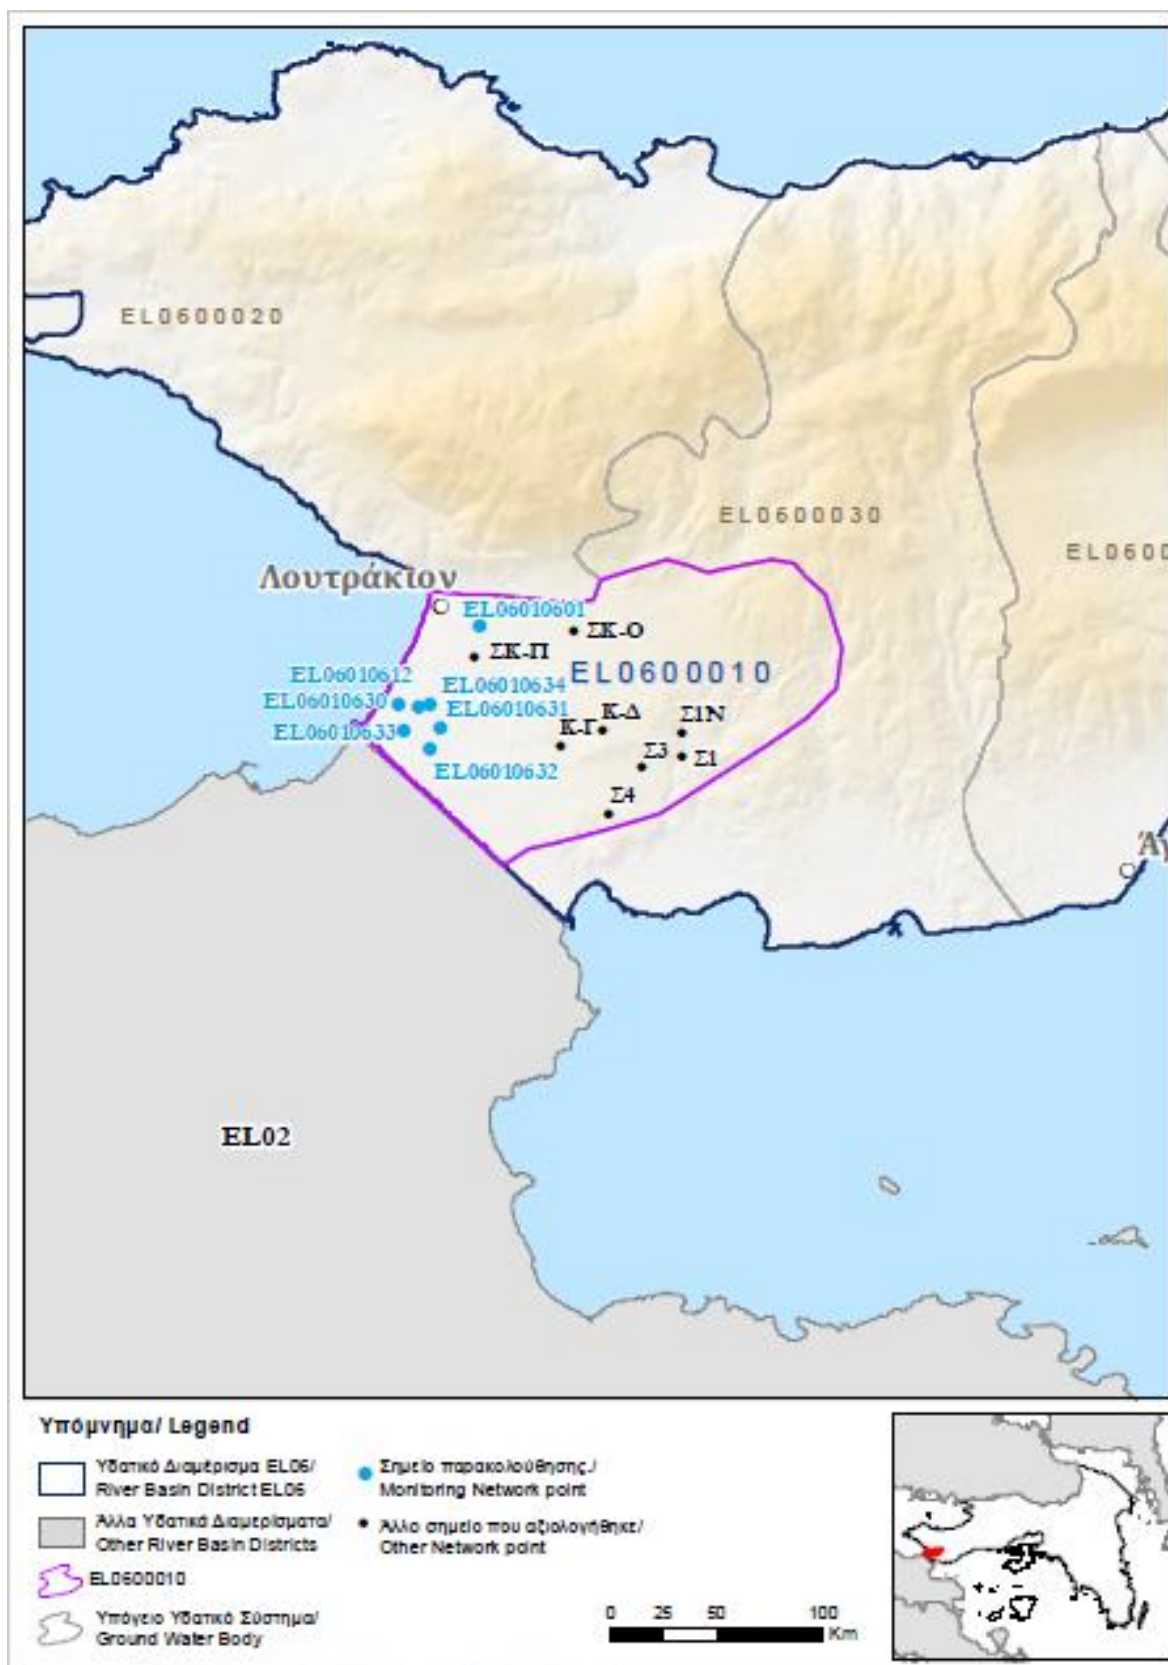 EL0600020
EL0600030
EL0600
Λουτράκιον
EL06010601
ΣΚ-Ο
ΣΚ-Π
EL0600010
EL06010612
EL06010634
EL06010630
EL06010631
Κ-Δ
Σ1Ν
Κ-Γ
EL06010633
Σ3
Σ1
EL06010632
Σ4
Άγ
EL02
Υπόμνημα/ Legend
Υδατικό Διαμέρισμα EL06/
River Basin District EL06
Άλλα Υδατικά Διαμερίσματα/
Other River Basin Districts
EL0600010
Υπόγειο Υδατικό Σύστημα/
Ground Water Body
Σημείο παρακολούθησης./
Monitoring Network point
Άλλο σημείο που αξιολογήθηκε/
Other Network point
0 25 50 100
Km